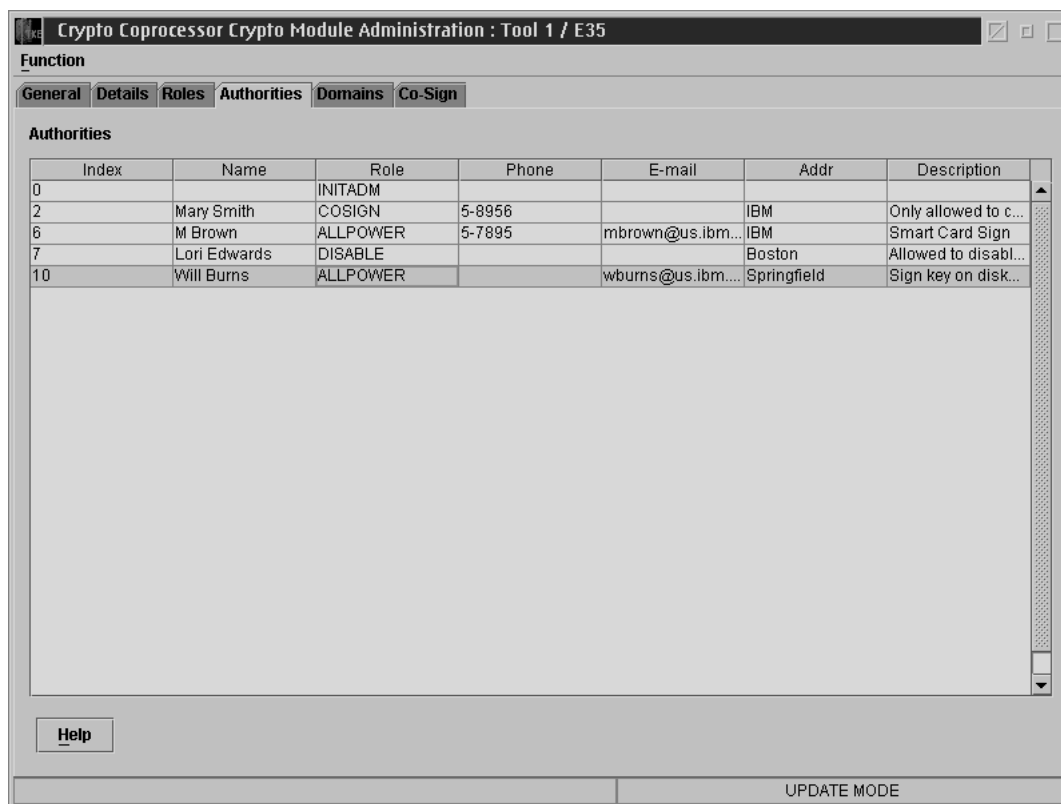 Crypto Coprocessor Crypto Module Administration : Tool 1 / E35
Function
General Details Roles Authorities Domains Co-Sign
Authorities
Index Name Role Phone E-mail Addr Description
0 INITADM
2 Mary Smith COSIGN 5-8956 IBM Only allowed to c...
6 M Brown ALLPOWER 5-7895 mbrown@us.ibm... IBM Smart Card Sign
7 Lori Edwards DISABLE Boston Allowed to disabl...
10 Will Burns ALLPOWER wburns@us.ibm.... Springfield Sign key on disk...
Help
UPDATE MODE